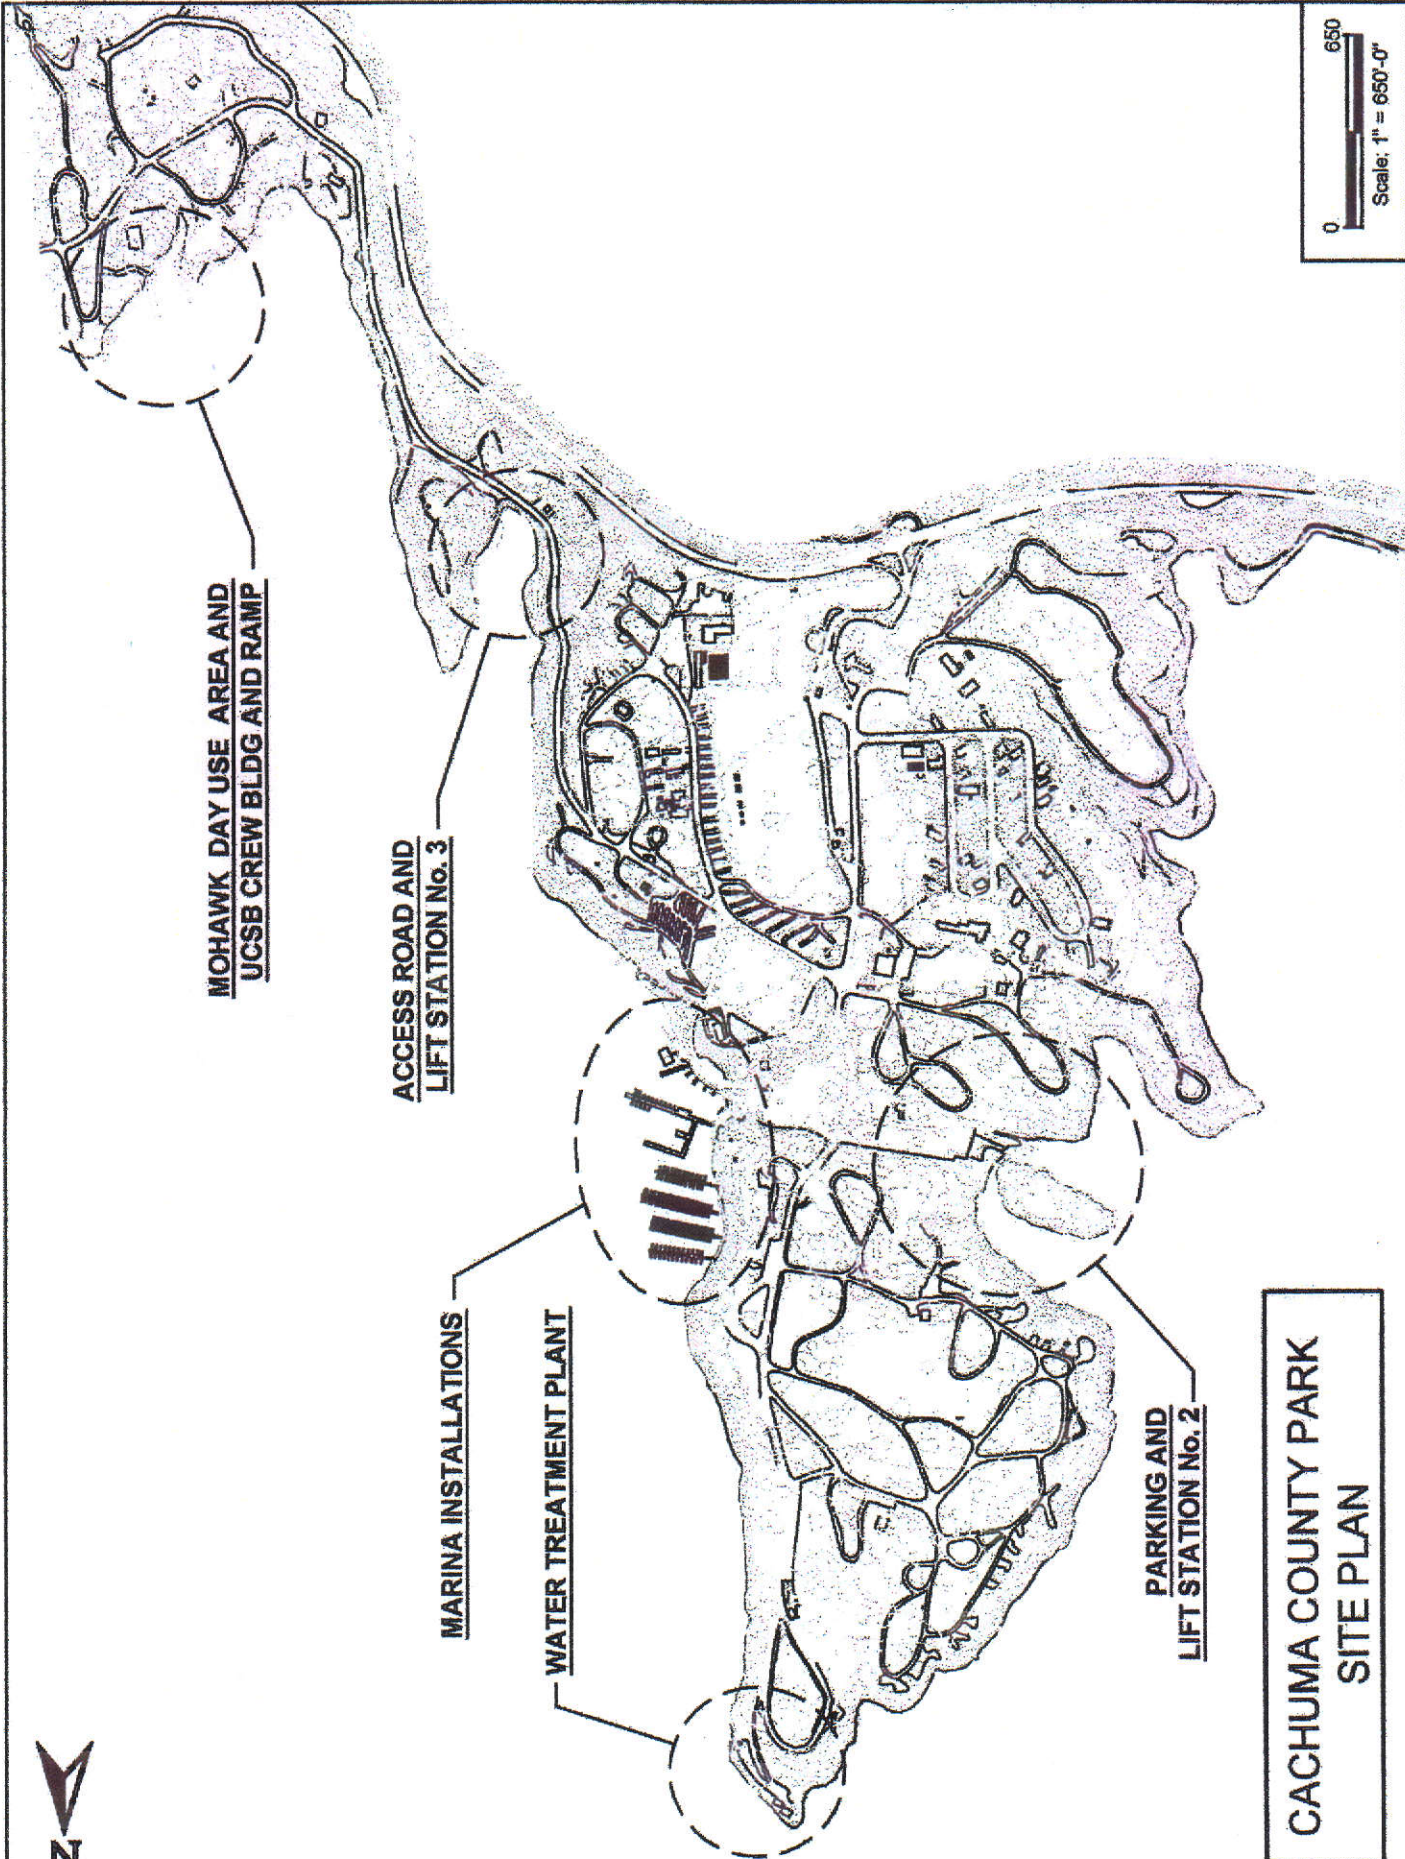 MOHAWK DAY USE AREA AND
UCSB CREW BLDG AND RAMP
ACCESS ROAD AND
LIFT STATION No. 3
MARINA INSTALLATIONS
WATER TREATMENT PLANT
PARKING AND
LIFT STATION No. 2
N
CACHUMA COUNTY PARK
SITE PLAN
0 650
Scale: 1" = 650'-0"